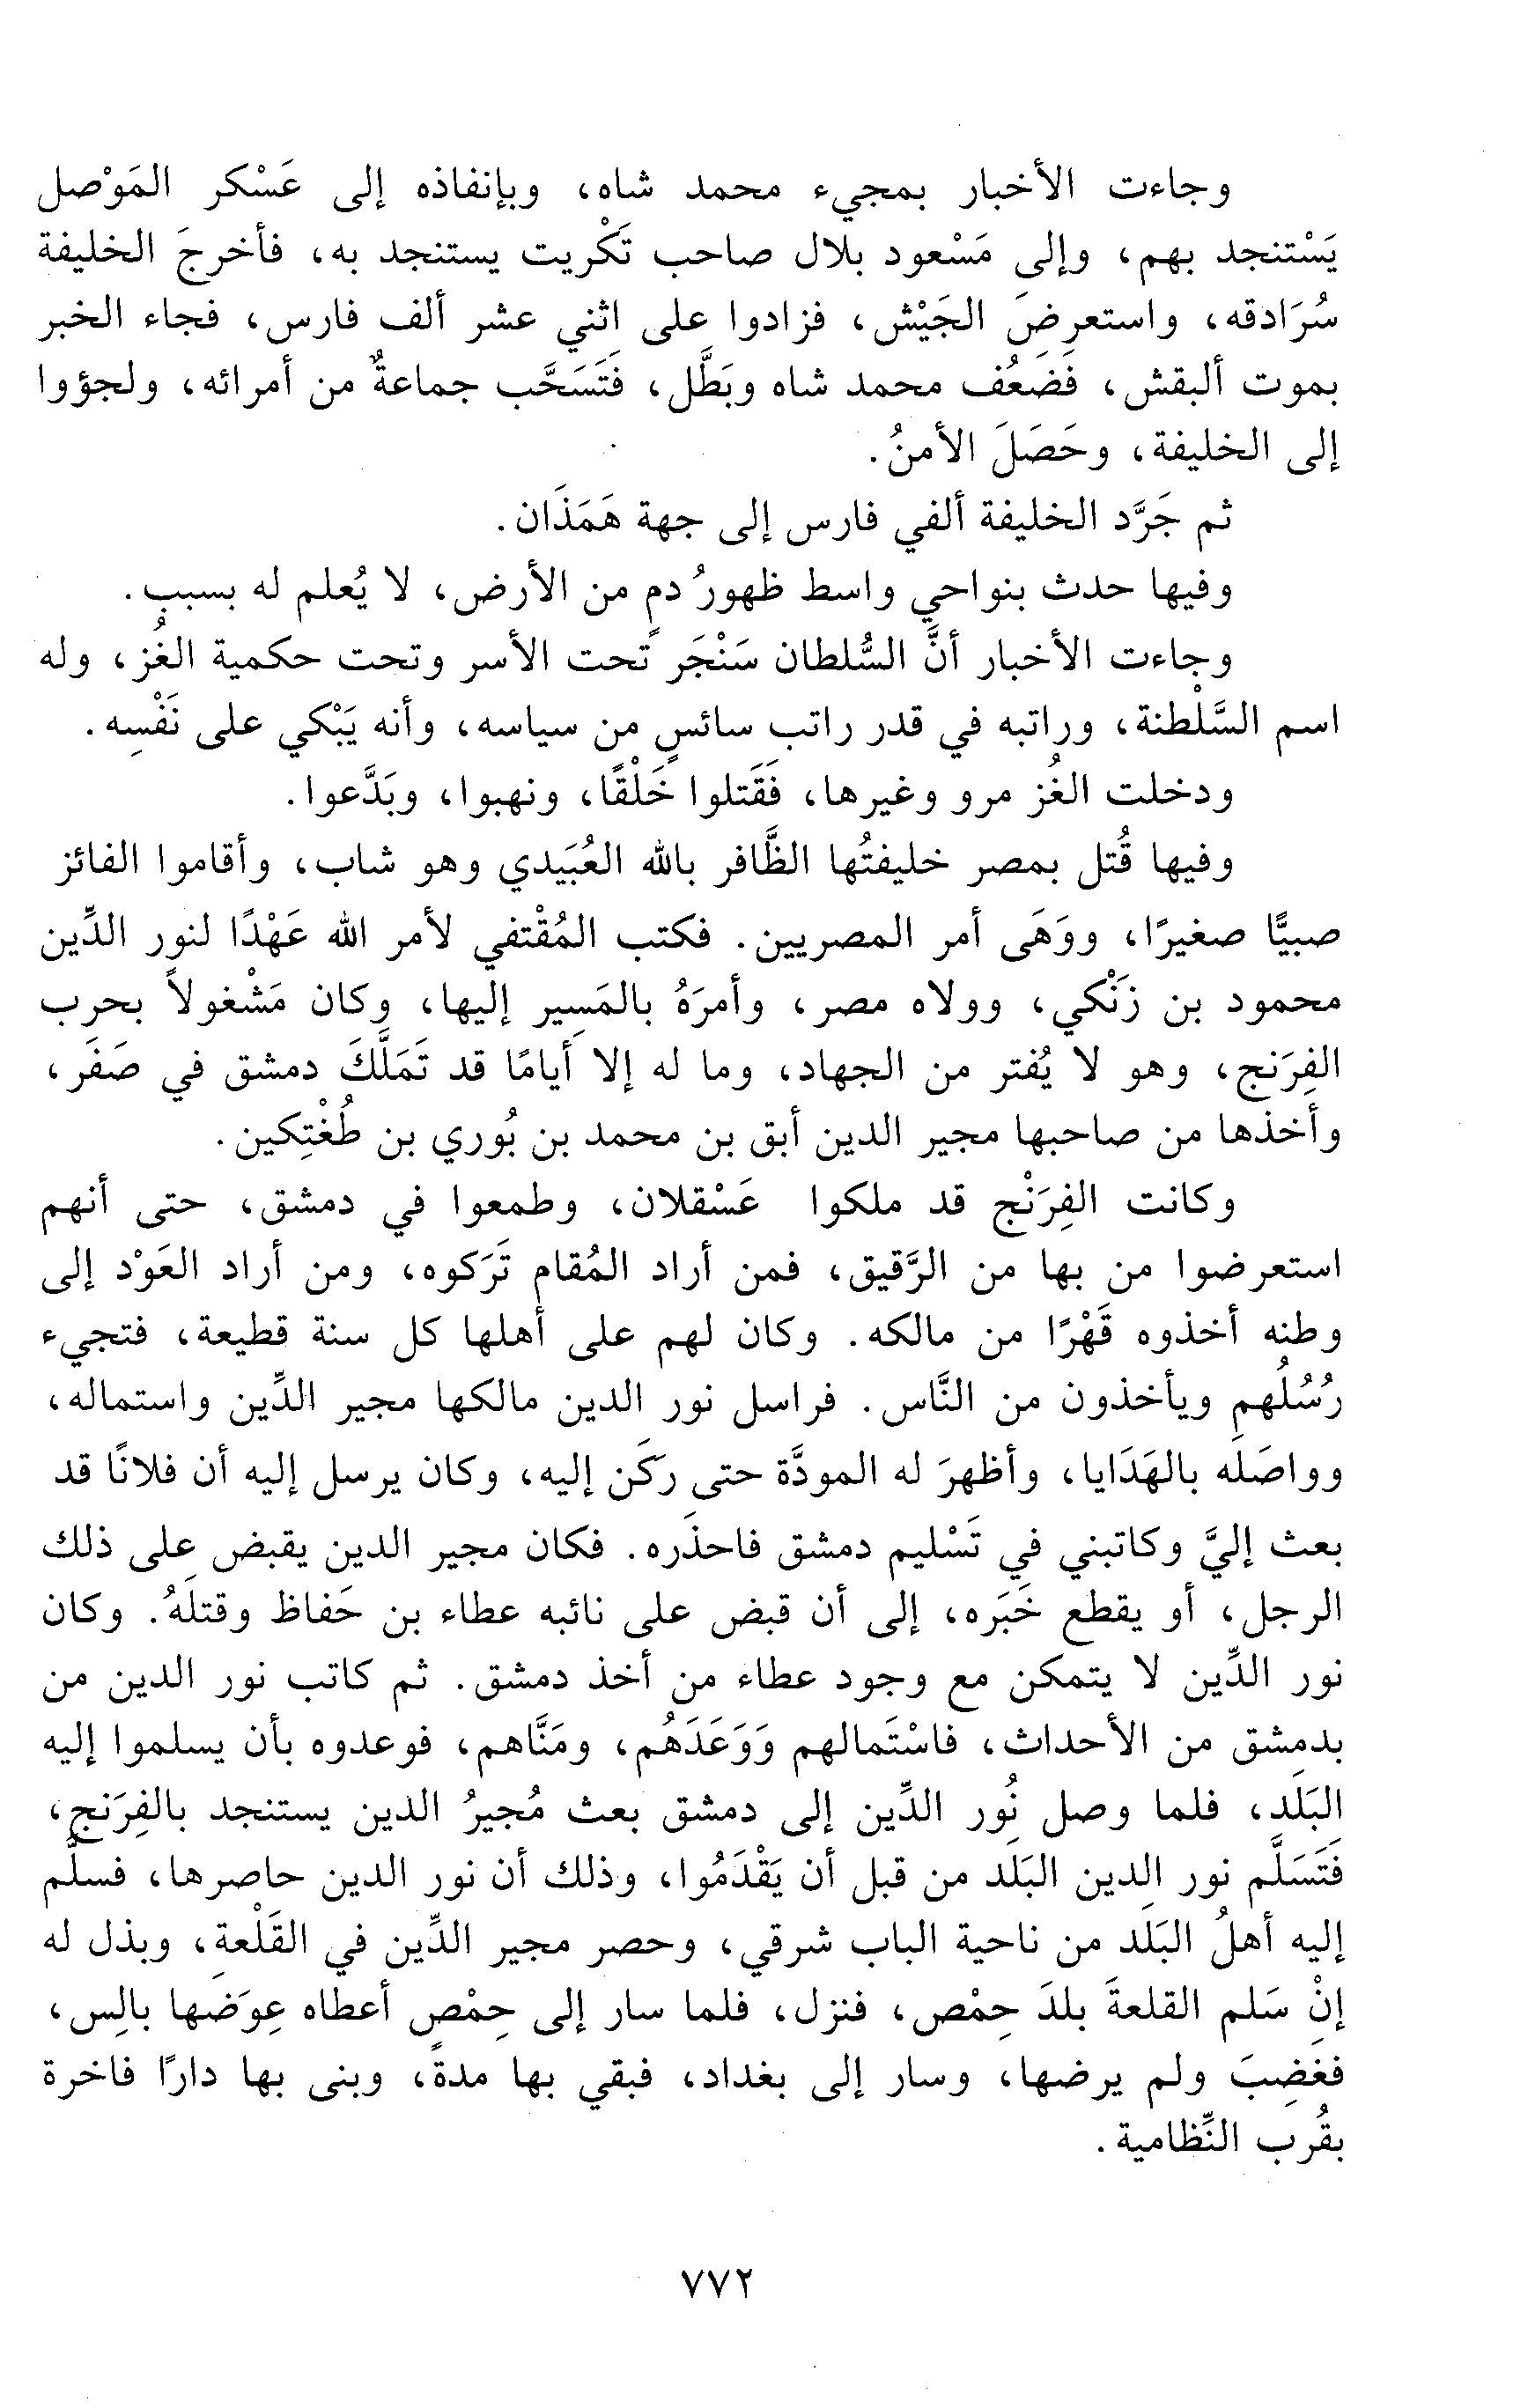 وجاءت الأخبار بمجيء محمد شاه، وبإنفاذه إلى عَسْكر المَوْصل
يَسْتنجد بهم، وإلى مَسْعود بلال صاحب تَكْريت يستنجد به، فأخرجَ الخليفة
سُرَادقه، واستعرضَ الجَيْش، فزادوا على اثني عشر ألف فارس، فجاء الخبر
بموت ألبقش، فَضَعُف محمد شاه وبَطَّل، فَتَسَحَّب جماعةٌ من أمرائه، ولجؤوا
إلى الخليفة، وحَصَلَ الأمنُ.
ثم جَرَّد الخليفة ألفي فارس إلى جهة هَمَذَان.
وفيها حدث بنواحي واسط ظهورُ دمٍ من الأرض، لا يُعلم له بسببٍ.
وجاءت الأخبار أنَّ السُّلطان سَنْجَر تحت الأسر وتحت حكمية الغُز، وله
اسم السَّلْطنة، وراتبه في قدر راتب سائسٍ من سياسه، وأنه يَبْكي على نَفْسِه.
ودخلت الغُز مرو وغيرها، فَقَتلوا خَلْقًا، ونهبوا، وبَدَّعوا.
وفيها قُتل بمصر خليفتُها الظَّافر بالله العُبَيدي وهو شاب، وأقاموا الفائز
صبيًّا صغيرًا، ووَهَى أمر المصريين. فكتب المُقْتفي لأمر الله عَهْدًا لنور الدِّين
محمود بن زَنْكي، وولاه مصر، وأمرَهُ بالمَسِير إليها، وكان مَشْغولاً بحرب
الفِرَنج، وهو لا يُفتر من الجهاد، وما له إلا أيامًا قد تَمَلَّكَ دمشق في صَفَر،
وأخذها من صاحبها مجير الدين أبق بن محمد بن بُوري بن طُغْتِكين.
وكانت الفِرَنْج قد ملكوا عَسْقلان، وطمعوا في دمشق، حتى أنهم
استعرضوا من بها من الرَّقيق، فمن أراد المُقام تَرَكوه، ومن أراد العَوْد إلى
وطنه أخذوه قَهْرًا من مالكه. وكان لهم على أهلها كل سنة قطيعة، فتجيء
رُسُلُهم ويأخذون من النَّاس. فراسل نور الدين مالكها مجير الدِّين واستماله،
وواصَلَه بالهَدَايا، وأظهرَ له المودَّة حتى ركَن إليه، وكان يرسل إليه أن فلانًا قد
بعث إليَّ وكاتبني في تَسْليم دمشق فاحذَره. فكان مجير الدين يقبض على ذلك
الرجل، أو يقطع خَبَره، إلى أن قبض على نائبه عطاء بن حَفاظ وقتلَهُ. وكان
نور الدِّين لا يتمكن مع وجود عطاء من أخذ دمشق. ثم كاتب نور الدين من
بدمشق من الأحداث، فاسْتَمالهم وَوَعَدَهُم، ومَنَّاهم، فوعدوه بأن يسلموا إليه
البَلَد، فلما وصل نُور الدِّين إلى دمشق بعث مُجيرُ الدين يستنجد بالفِرَنج،
فَتَسَلَّم نور الدين البَلَد من قبل أن يَقْدَمُوا، وذلك أن نور الدين حاصرها، فسلَّم
إليه أهلُ البَلَد من ناحية الباب شرقي، وحصر مجير الدِّين في القَلْعة، وبذل له
إنْ سَلم القلعةَ بلدَ حِمْص، فنزل، فلما سار إلى حِمْص أعطاه عِوَضَها بالِس،
فغَضِبَ ولم يرضها، وسار إلى بغداد، فبقي بها مدةً، وبنى بها دارًا فاخرة
بقُرب النِّظامية.
٧٧٢